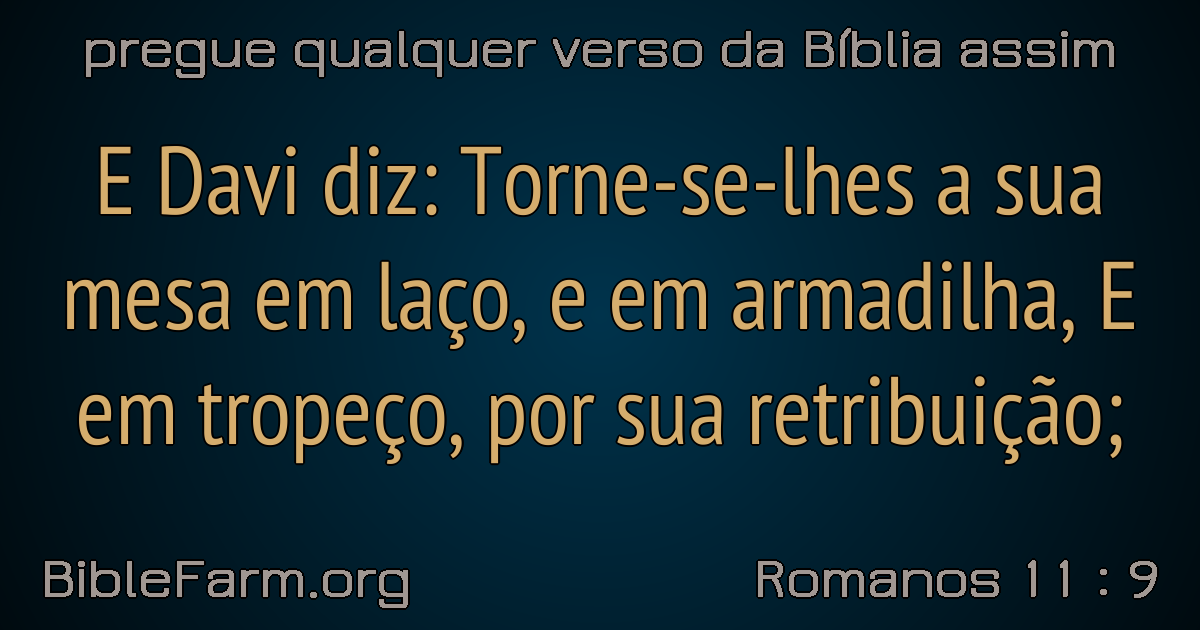 pregue qualquer verso da Bíblia assim
E Davi diz: Torne-se-lhes a sua
mesa em laço, e em armadilha, E
em tropeço, por sua retribuição;
BibleFarm.org
Romanos 11 : 9